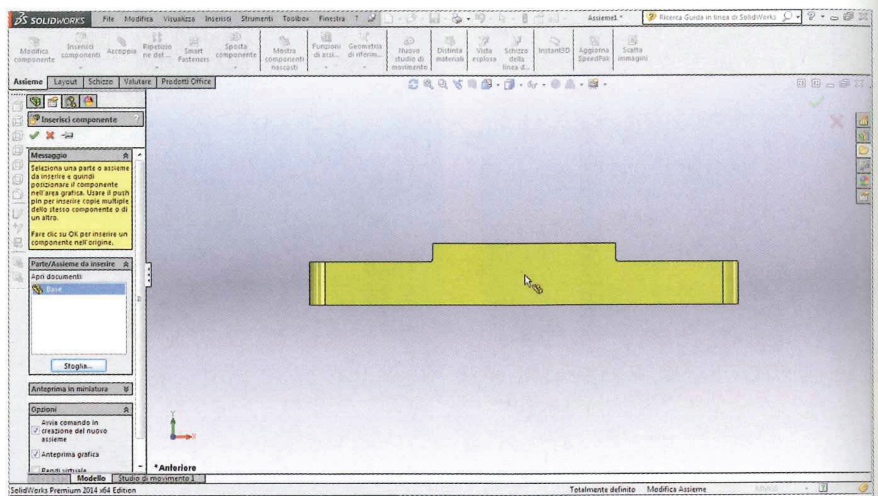 SOLIDWORKS File Modifica Visualizza Inserisci Strumenti Toolbox Finestra ? Assieme1 * Ricerca Guida in linea di SolidWorks
Modifica componente
Inserisci componenti
Accoppia
Ripetizione del ...
Smart Fasteners
Sposta componente
Mostra componenti nascosti
Funzioni di assi...
Geometria di riferim...
Nuovo studio di movimento
Distinta materiali
Vista esplosa
Schizzo della linea d...
Instant3D
Aggiorna SpeedPak
Scatta immagini
Assieme Layout Schizzo Valutare Prodotti Office
Inserisci componente ?
Messaggio
Seleziona una parte o assieme
da inserire e quindi
posizionare il componente
nell'area grafica. Usare il push
pin per inserire copie multiple
dello stesso componente o di
un altro.
Fare clic su OK per inserire un
componente nell'origine.
Parte/Assieme da inserire
Apri documenti
Base
Sfoglia...
Anteprima in miniatura
Opzioni
Avvia comando in
creazione del nuovo
assieme
Anteprima grafica
Rendi virtuale
Y
X
*Anteriore
Modello Studio di movimento 1
SolidWorks Premium 2014 x64 Edition Totalmente definito Modifica Assieme